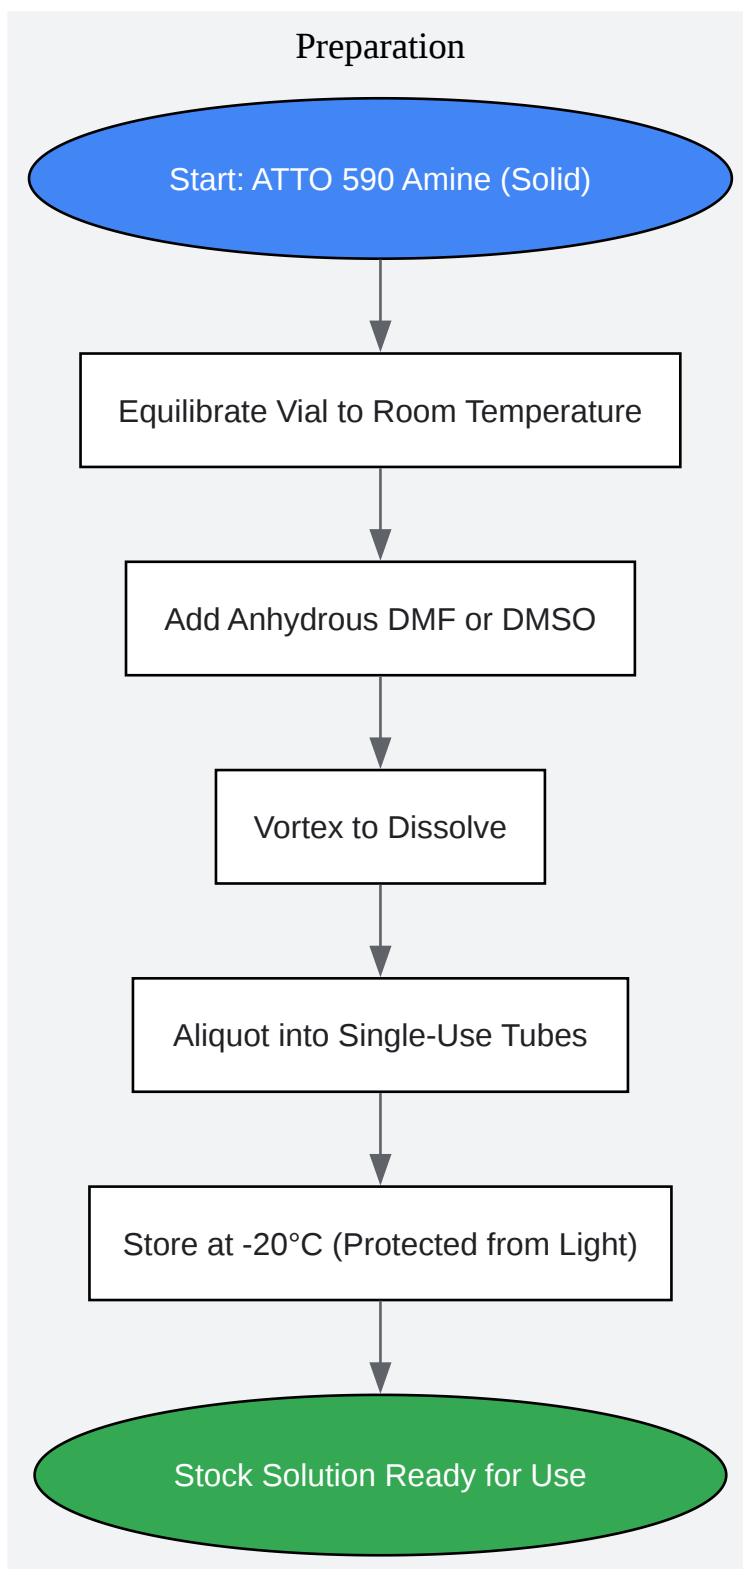 Preparation
Start: ATTO 590 Amine (Solid)
Equilibrate Vial to Room Temperature
Add Anhydrous DMF or DMSO
Vortex to Dissolve
Aliquot into Single-Use Tubes
Store at -20°C (Protected from Light)
Stock Solution Ready for Use